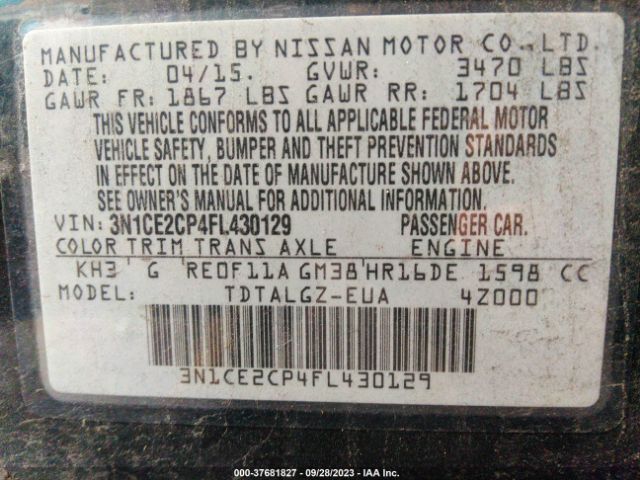 MANUFACTURED BY NISSAN MOTOR CO., LTD.
DATE: 04/15. GVWR: 3470 LBS
GAWR FR: 1867 LBS GAWR RR: 1704 LBS
THIS VEHICLE CONFORMS TO ALL APPLICABLE FEDERAL MOTOR
VEHICLE SAFETY, BUMPER AND THEFT PREVENTION STANDARDS
IN EFFECT ON THE DATE OF MANUFACTURE SHOWN ABOVE.
SEE OWNER'S MANUAL FOR ADDITIONAL INFORMATION.
VIN: 3N1CE2CP4FL430129 PASSENGER CAR.
COLOR TRIM TRANS AXLE ENGINE
KH3 G RE0F11A GM38 HR16DE 1598 CC
MODEL: TDTALGZ-EUA 4Z000
3N1CE2CP4FL430129
000-37681827 - 09/28/2023 - IAA Inc.